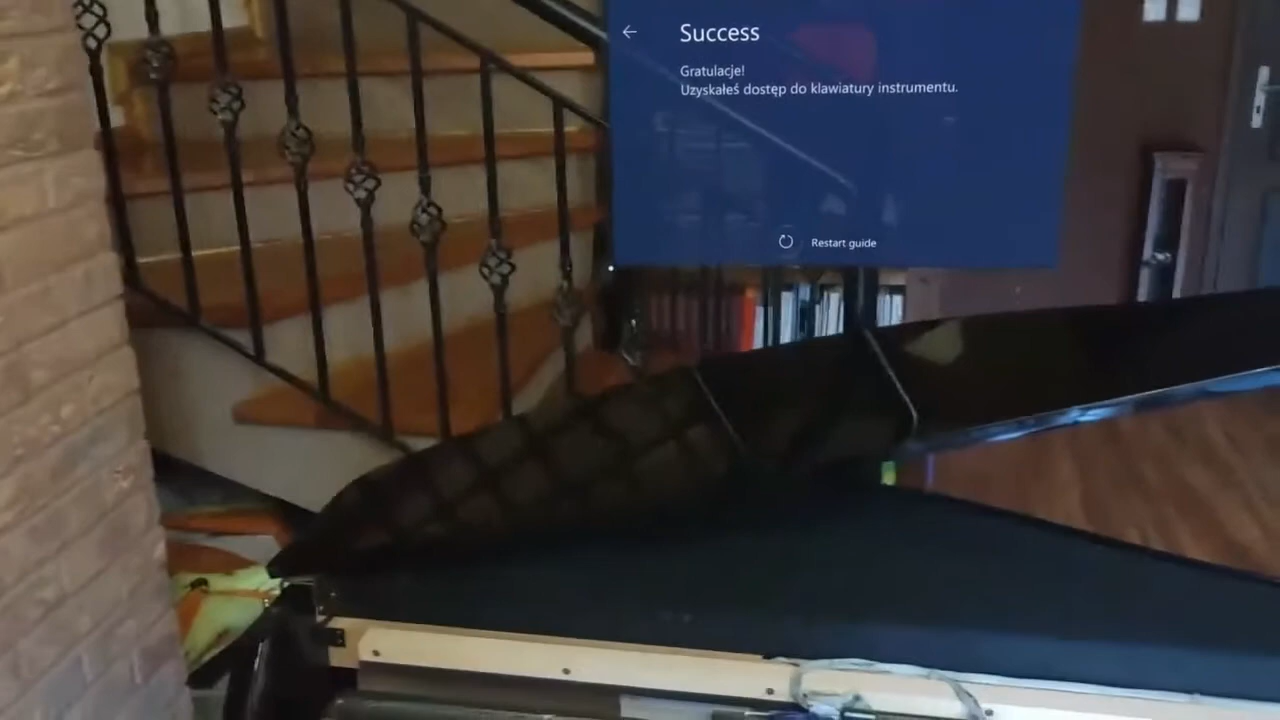 Success
Gratulacje!
Uzyskałeś dostęp do klawiatury instrumentu.
Restart guide